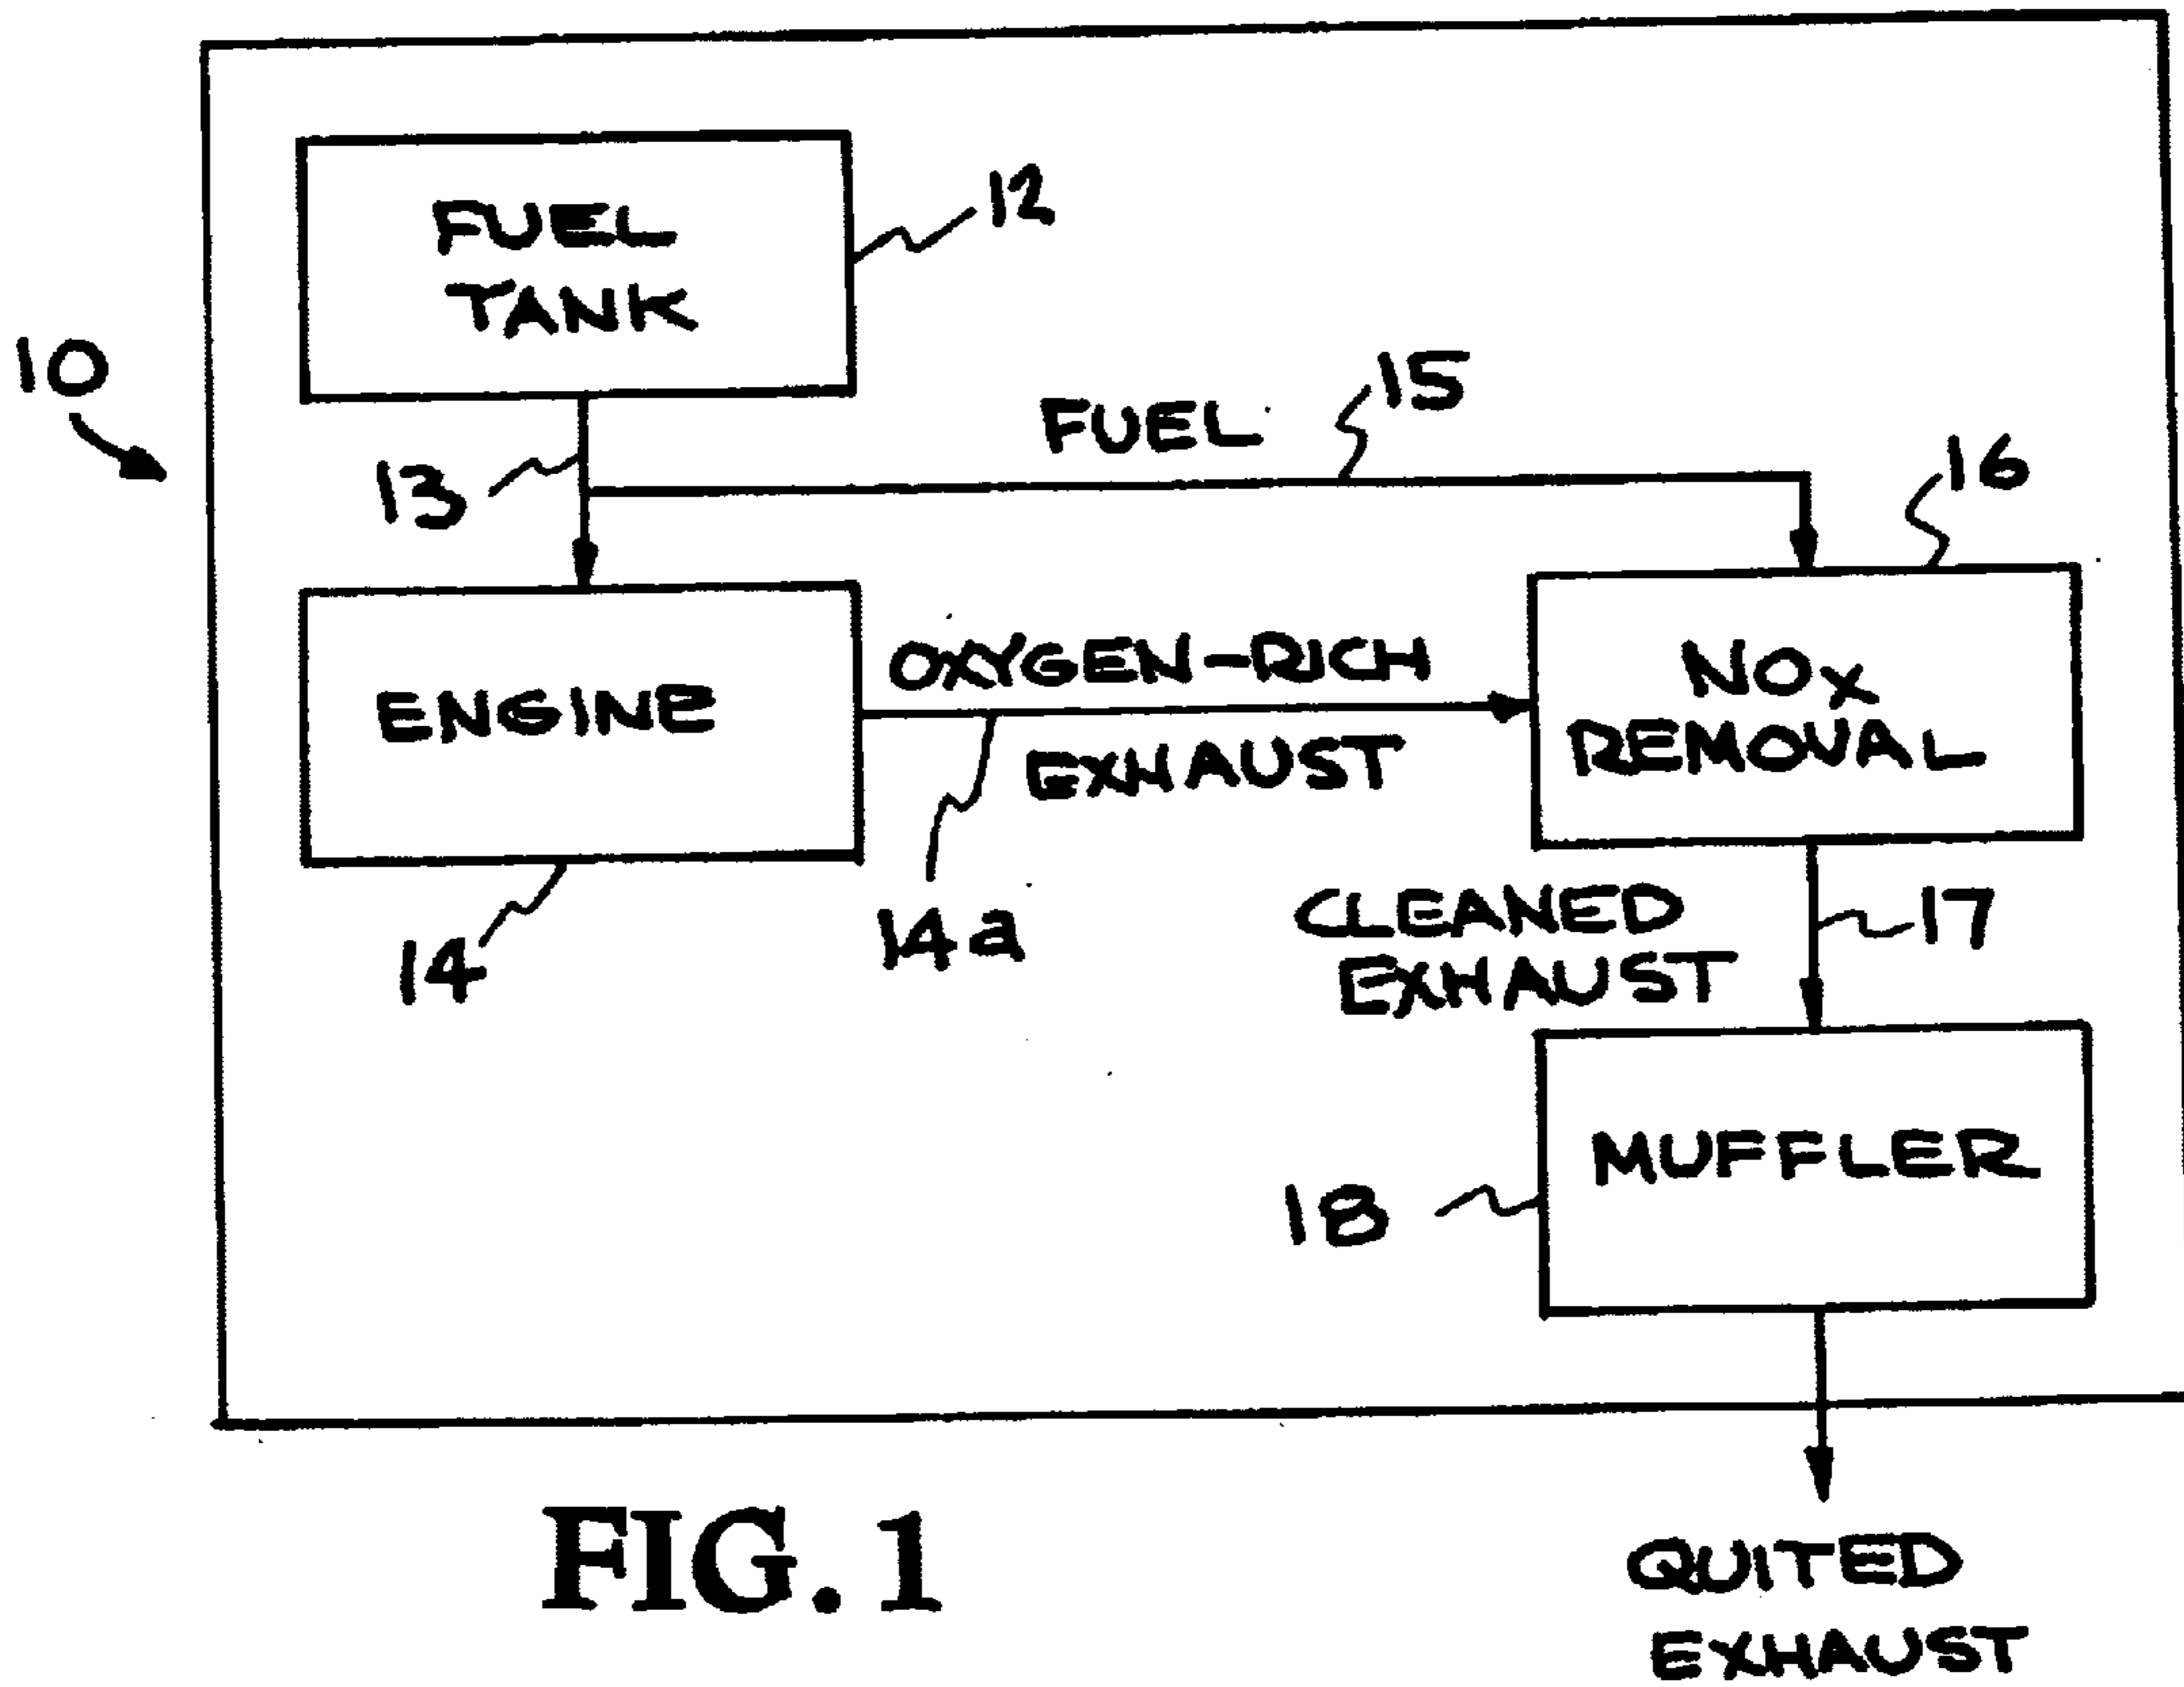 FUEL
TANK
12
10
13
FUEL
15
16
ENGINE
OXYGEN-RICH
EXHAUST
NOx
REMOVAL
14
14a
CLEANED
EXHAUST
17
MUFFLER
18
FIG. 1
QUITED
EXHAUST